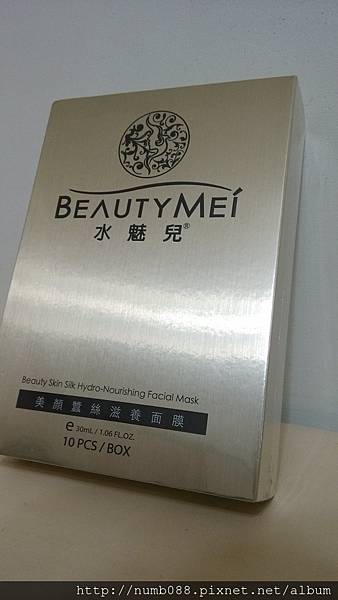 BEAUTYMEí
水魅兒®
Beauty Skin Silk Hydro-Nourishing Facial Mask
美顏蠶絲滋養面膜
℮ 30mL / 1.06 FL.OZ.
10 PCS / BOX
http://numb088.pixnet.net/album